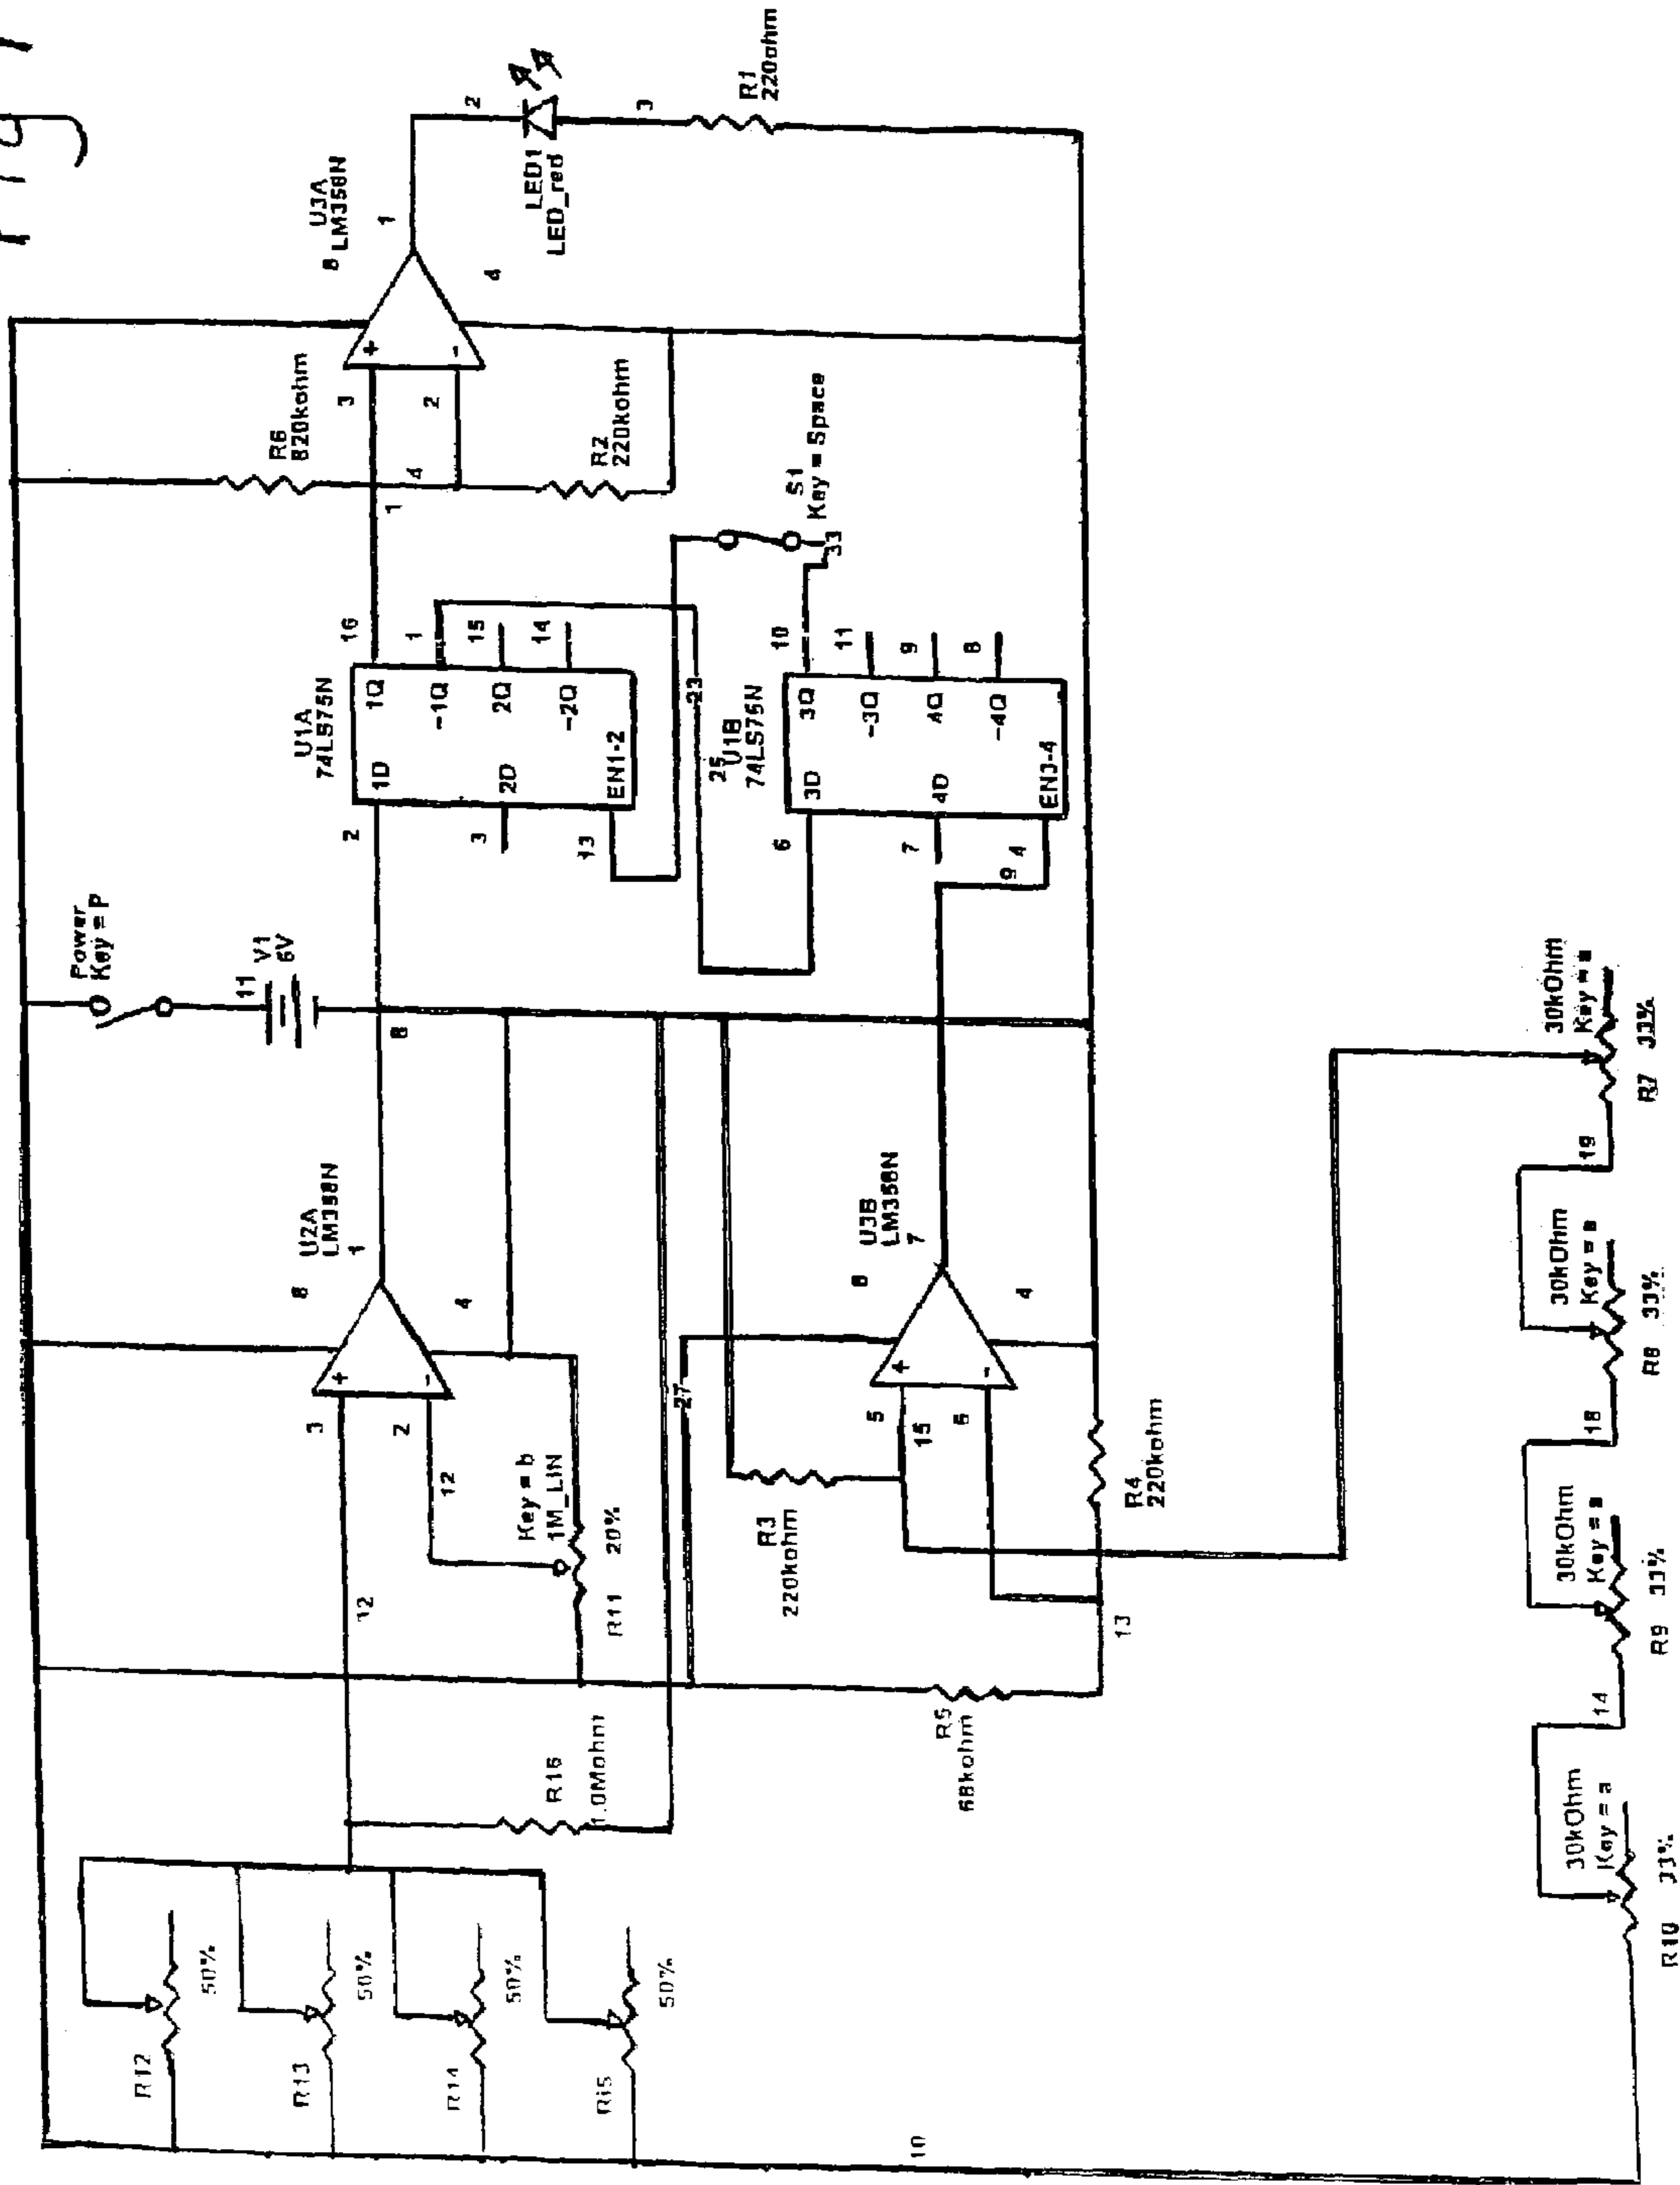 Fig 1
Power
Key = P
11
V1
6V
8
U2A
LM358N
8
1
4
3
2
12
12
Key = b
1M_LIN
20%
R11
R12
50%
R13
50%
R14
50%
R15
50%
R16
1.0Mohm
10
U1A
74LS75N
1D
2D
EN1-2
1Q
~1Q
2Q
~2Q
2
3
13
16
1
15
14
23
25
U1B
74LS75N
3D
4D
EN3-4
3Q
~3Q
4Q
~4Q
6
7
9
4
10
11
9
8
33
S1
Key = Space
R6
820kohm
R2
220kohm
1
4
3
2
U3A
8 LM358N
1
4
2
LED1
LED_red
3
R1
220ohm
27
U3B
LM358N
8
7
4
5
15
6
R3
220kohm
R4
220kohm
13
R5
68kohm
30kOhm
Key = a
R10
33%
14
30kOhm
Key = a
R9
33%
18
30kOhm
Key = a
R8
33%
19
30kOhm
Key = a
R7
33%